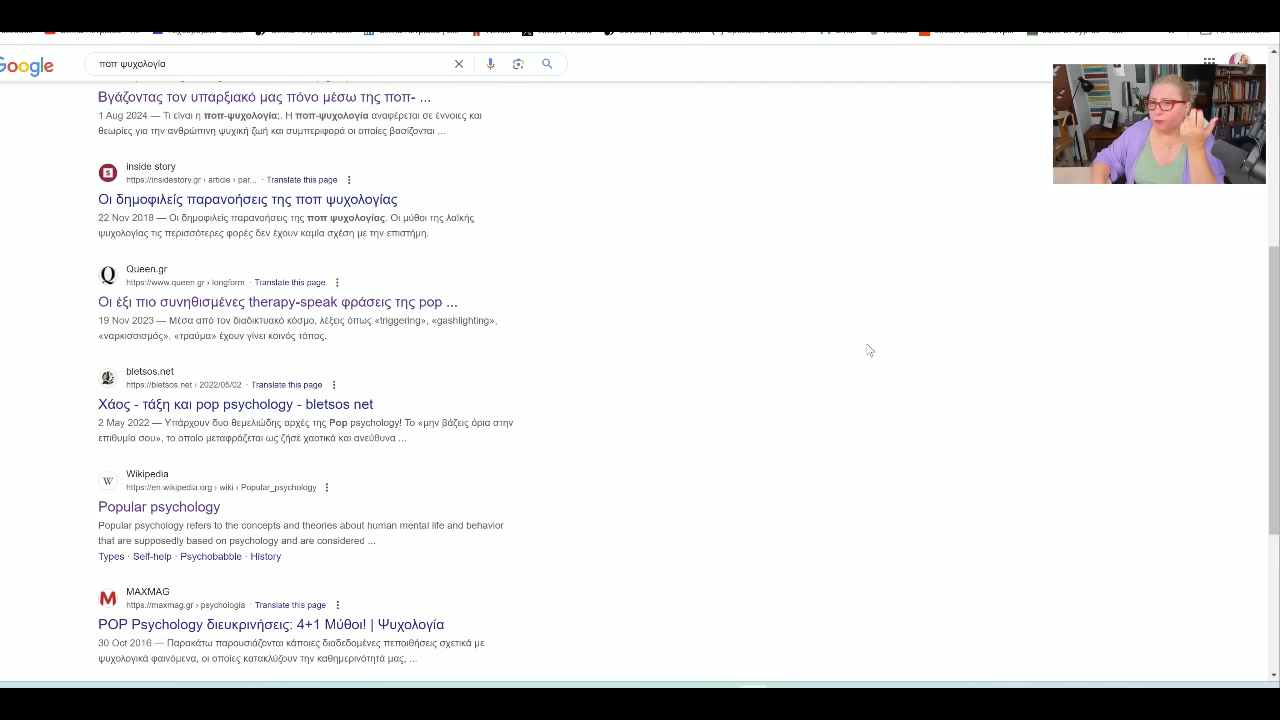 Google
ποπ ψυχολογία
Βγάζοντας τον υπαρξιακό μας πόνο μέσω της ποπ- ...
1 Aug 2024 — Τι είναι η ποπ-ψυχολογία;. Η ποπ-ψυχολογία αναφέρεται σε έννοιες και
θεωρίες για την ανθρώπινη ψυχική ζωή και συμπεριφορά οι οποίες βασίζονται ...
inside story
https://insidestory.gr › article › par... · Translate this page
Οι δημοφιλείς παρανοήσεις της ποπ ψυχολογίας
22 Nov 2018 — Οι δημοφιλείς παρανοήσεις της ποπ ψυχολογίας. Οι μύθοι της λαϊκής
ψυχολογίας τις περισσότερες φορές δεν έχουν καμία σχέση με την επιστήμη.
Queen.gr
https://www.queen.gr › longform · Translate this page
Οι έξι πιο συνηθισμένες therapy-speak φράσεις της pop ...
19 Nov 2023 — Μέσα από τον διαδικτυακό κόσμο, λέξεις όπως «triggering», «gashlighting»,
«ναρκισσισμός», «τραύμα» έχουν γίνει κοινός τόπος.
bletsos.net
https://bletsos.net › 2022/05/02 · Translate this page
Χάος - τάξη και pop psychology - bletsos net
2 May 2022 — Υπάρχουν δυο θεμελιώδης αρχές της Pop psychology! Το «μην βάζεις όρια στην
επιθυμία σου», το οποίο μεταφράζεται ως ζήσε χαοτικά και ανεύθυνα ...
Wikipedia
https://en.wikipedia.org › wiki › Popular_psychology
Popular psychology
Popular psychology refers to the concepts and theories about human mental life and behavior
that are supposedly based on psychology and are considered ...
Types · Self-help · Psychobabble · History
MAXMAG
https://maxmag.gr › psychologia · Translate this page
POP Psychology διευκρινήσεις: 4+1 Μύθοι! | Ψυχολογία
30 Oct 2016 — Παρακάτω παρουσιάζονται κάποιες διαδεδομένες πεποιθήσεις σχετικά με
ψυχολογικά φαινόμενα, οι οποίες κατακλύζουν την καθημερινότητά μας, ...